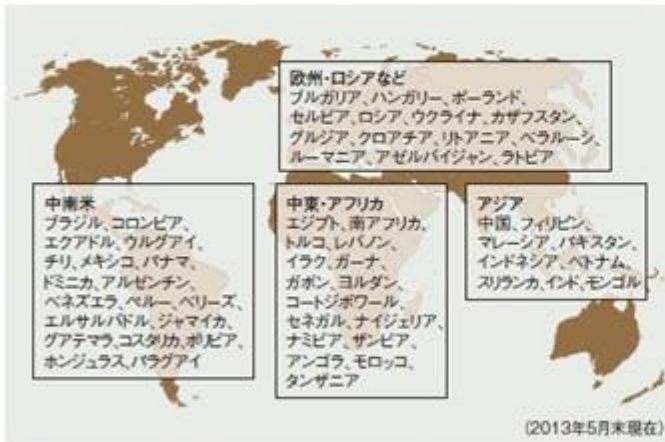 欧州・ロシアなど
ブルガリア、ハンガリー、ポーランド、
セルビア、ロシア、ウクライナ、カザフスタン、
グルジア、クロアチア、リトアニア、ベラルーシ、
ルーマニア、アゼルバイジャン、ラトビア
中南米
ブラジル、コロンビア、
エクアドル、ウルグアイ、
チリ、メキシコ、パナマ、
ドミニカ、アルゼンチン、
ベネズエラ、ペルー、ベリーズ、
エルサルバドル、ジャマイカ、
グアテマラ、コスタリカ、ボリビア、
ホンジュラス、パラグアイ
中東・アフリカ
エジプト、南アフリカ、
トルコ、レバノン、
イラク、ガーナ、
ガボン、ヨルダン、
コートジボワール、
セネガル、ナイジェリア、
ナミビア、ザンビア、
アンゴラ、モロッコ、
タンザニア
アジア
中国、フィリピン、
マレーシア、パキスタン、
インドネシア、ベトナム、
スリランカ、インド、モンゴル
(2013年5月末現在)